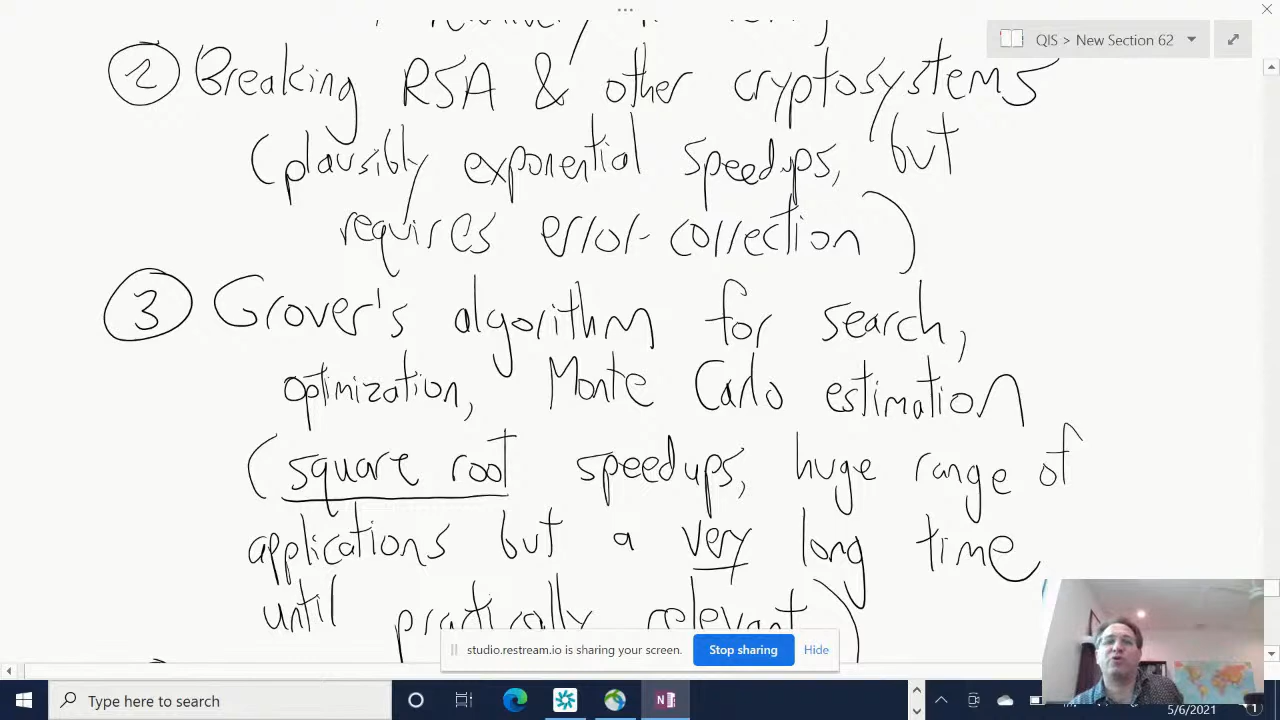 QIS > New Section 62
② Breaking RSA & other cryptosystems
(plausibly exponential speedups, but
requires error-correction)
③ Grover's algorithm for search,
optimization, Monte Carlo estimation
(square root speedups, huge range of
applications but a very long time
until practically relevant)
studio.restream.io is sharing your screen. Stop sharing Hide
Type here to search
5/6/2021